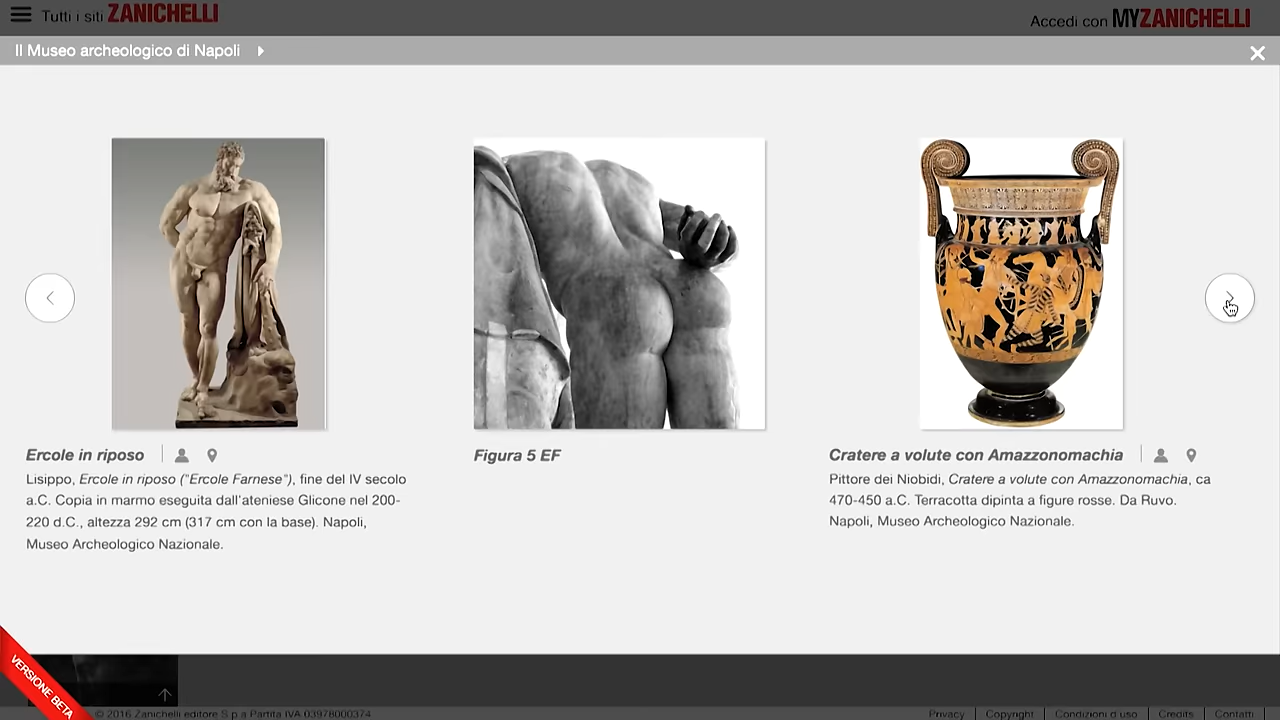 Tutti i siti ZANICHELLI
Accedi con MYZANICHELLI
Il Museo archeologico di Napoli
Ercole in riposo
Lisippo, Ercole in riposo ("Ercole Farnese"), fine del IV secolo
a.C. Copia in marmo eseguita dall'ateniese Glicone nel 200-
220 d.C., altezza 292 cm (317 cm con la base). Napoli,
Museo Archeologico Nazionale.
Figura 5 EF
Cratere a volute con Amazzonomachia
Pittore dei Niobidi, Cratere a volute con Amazzonomachia, ca
470-450 a.C. Terracotta dipinta a figure rosse. Da Ruvo.
Napoli, Museo Archeologico Nazionale.
VERSIONE BETA
© 2016 Zanichelli editore S.p.a Partita IVA 03978000374
Privacy
Copyright
Condizioni d'uso
Credits
Contatti